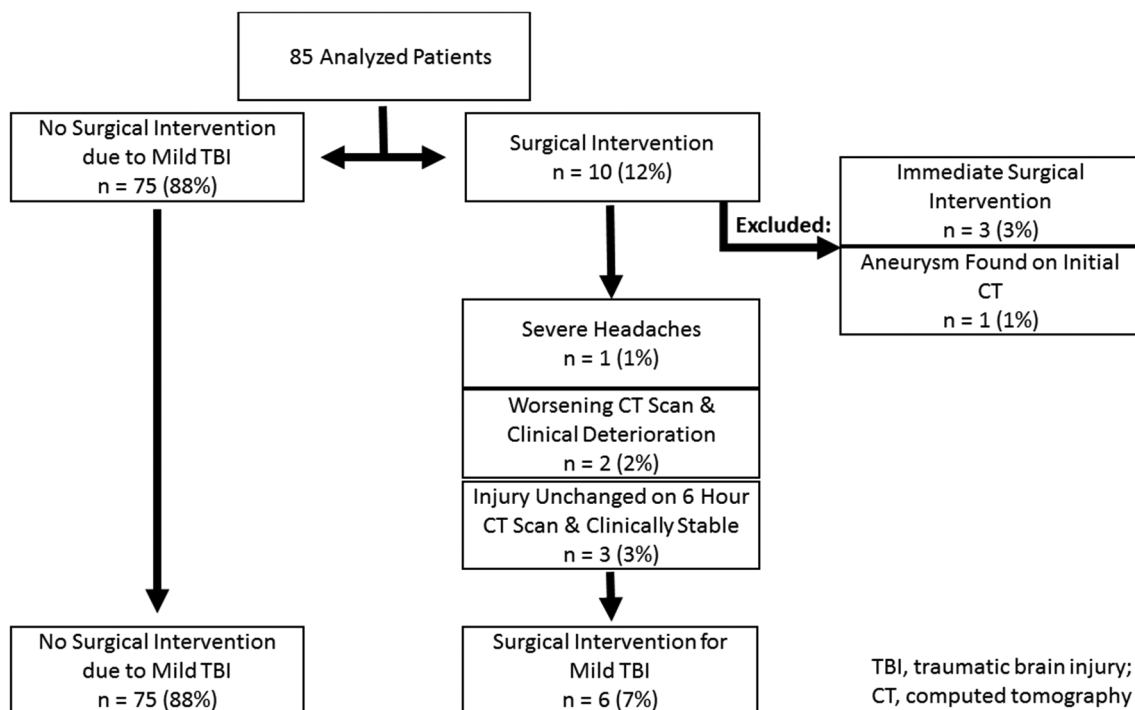 85 Analyzed Patients
No Surgical Intervention
due to Mild TBI
n = 75 (88%)
Surgical Intervention
n = 10 (12%)
Excluded:
Immediate Surgical
Intervention
n = 3 (3%)
Aneurysm Found on Initial
CT
n = 1 (1%)
Severe Headaches
n = 1 (1%)
Worsening CT Scan &
Clinical Deterioration
n = 2 (2%)
Injury Unchanged on 6 Hour
CT Scan & Clinically Stable
n = 3 (3%)
No Surgical Intervention
due to Mild TBI
n = 75 (88%)
Surgical Intervention for
Mild TBI
n = 6 (7%)
TBI, traumatic brain injury;
CT, computed tomography